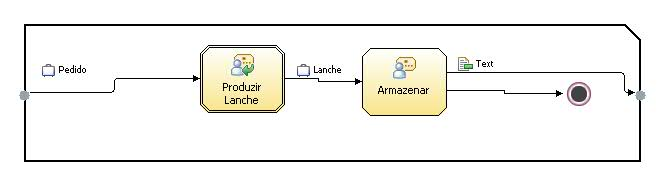 Pedido
Produzir
Lanche
Lanche
Armazenar
Text